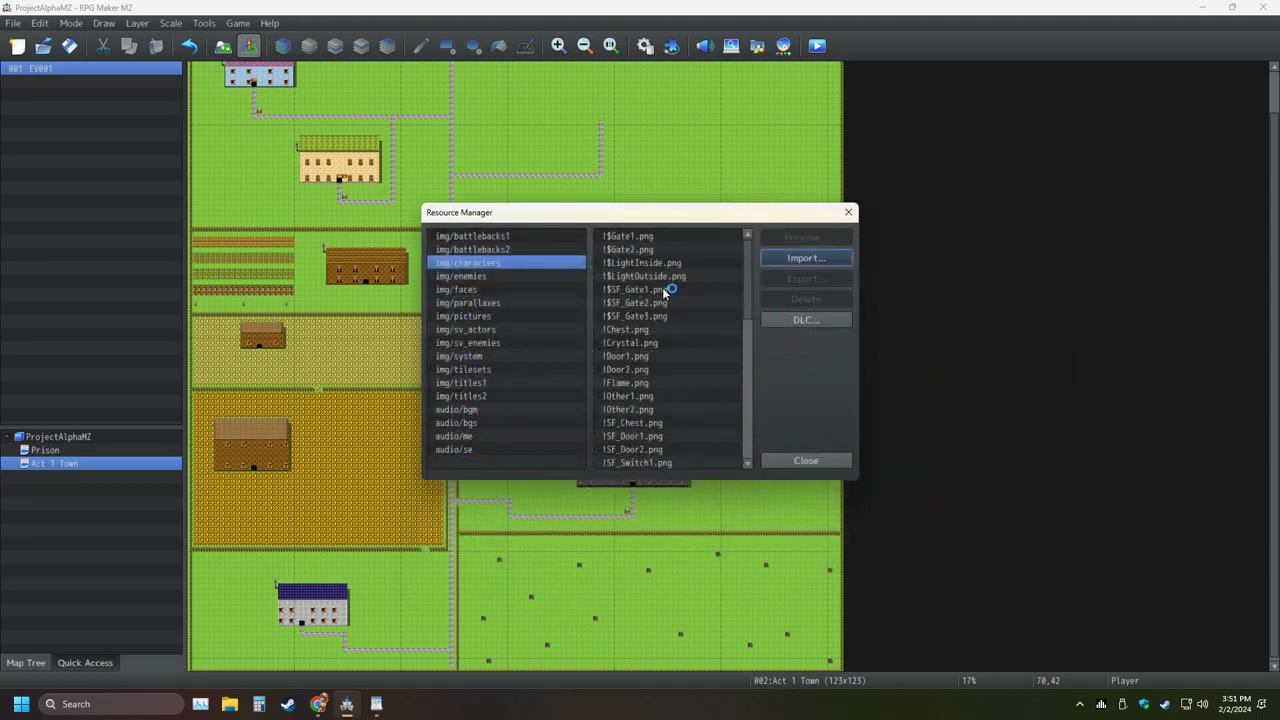 ProjectAlphaMZ - RPG Maker MZ
File Edit Mode Draw Layer Scale Tools Game Help
001 EV001
Resource Manager
img/battlebacks1
img/battlebacks2
img/characters
img/enemies
img/faces
img/parallaxes
img/pictures
img/sv_actors
img/sv_enemies
img/system
img/tilesets
img/titles1
img/titles2
audio/bgm
audio/bgs
audio/me
audio/se
!$Gate1.png
!$Gate2.png
!$LightInside.png
!$LightOutside.png
!$SF_Gate1.png
!$SF_Gate2.png
!$SF_Gate3.png
!Chest.png
!Crystal.png
!Door1.png
!Door2.png
!Flame.png
!Other1.png
!Other2.png
!SF_Chest.png
!SF_Door1.png
!SF_Door2.png
!SF_Switch1.png
Preview
Import...
Export...
Delete
DLC...
Close
ProjectAlphaMZ
Prison
Act 1 Town
Map Tree Quick Access
002:Act 1 Town (123x123) 17% 70,42 Player
Search
3:51 PM
2/2/2024